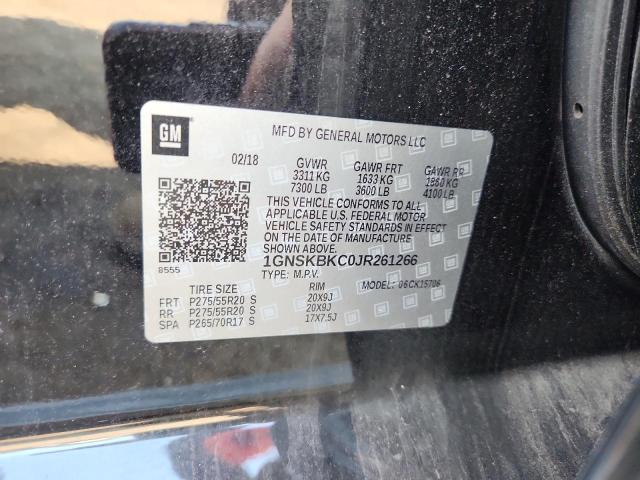 GM
MFD BY GENERAL MOTORS LLC
02/18 GVWR GAWR FRT GAWR RR
3311 KG 1633 KG 1860 KG
7300 LB 3600 LB 4100 LB
THIS VEHICLE CONFORMS TO ALL
APPLICABLE U.S. FEDERAL MOTOR
VEHICLE SAFETY STANDARDS IN EFFECT
ON THE DATE OF MANUFACTURE
SHOWN ABOVE.
8555
1GNSKBKC0JR261266
TYPE: M.P.V. MODEL: 06CK15706
TIRE SIZE RIM
FRT P275/55R20 S 20X9J
RR P275/55R20 S 20X9J
SPA P265/70R17 S 17X7.5J